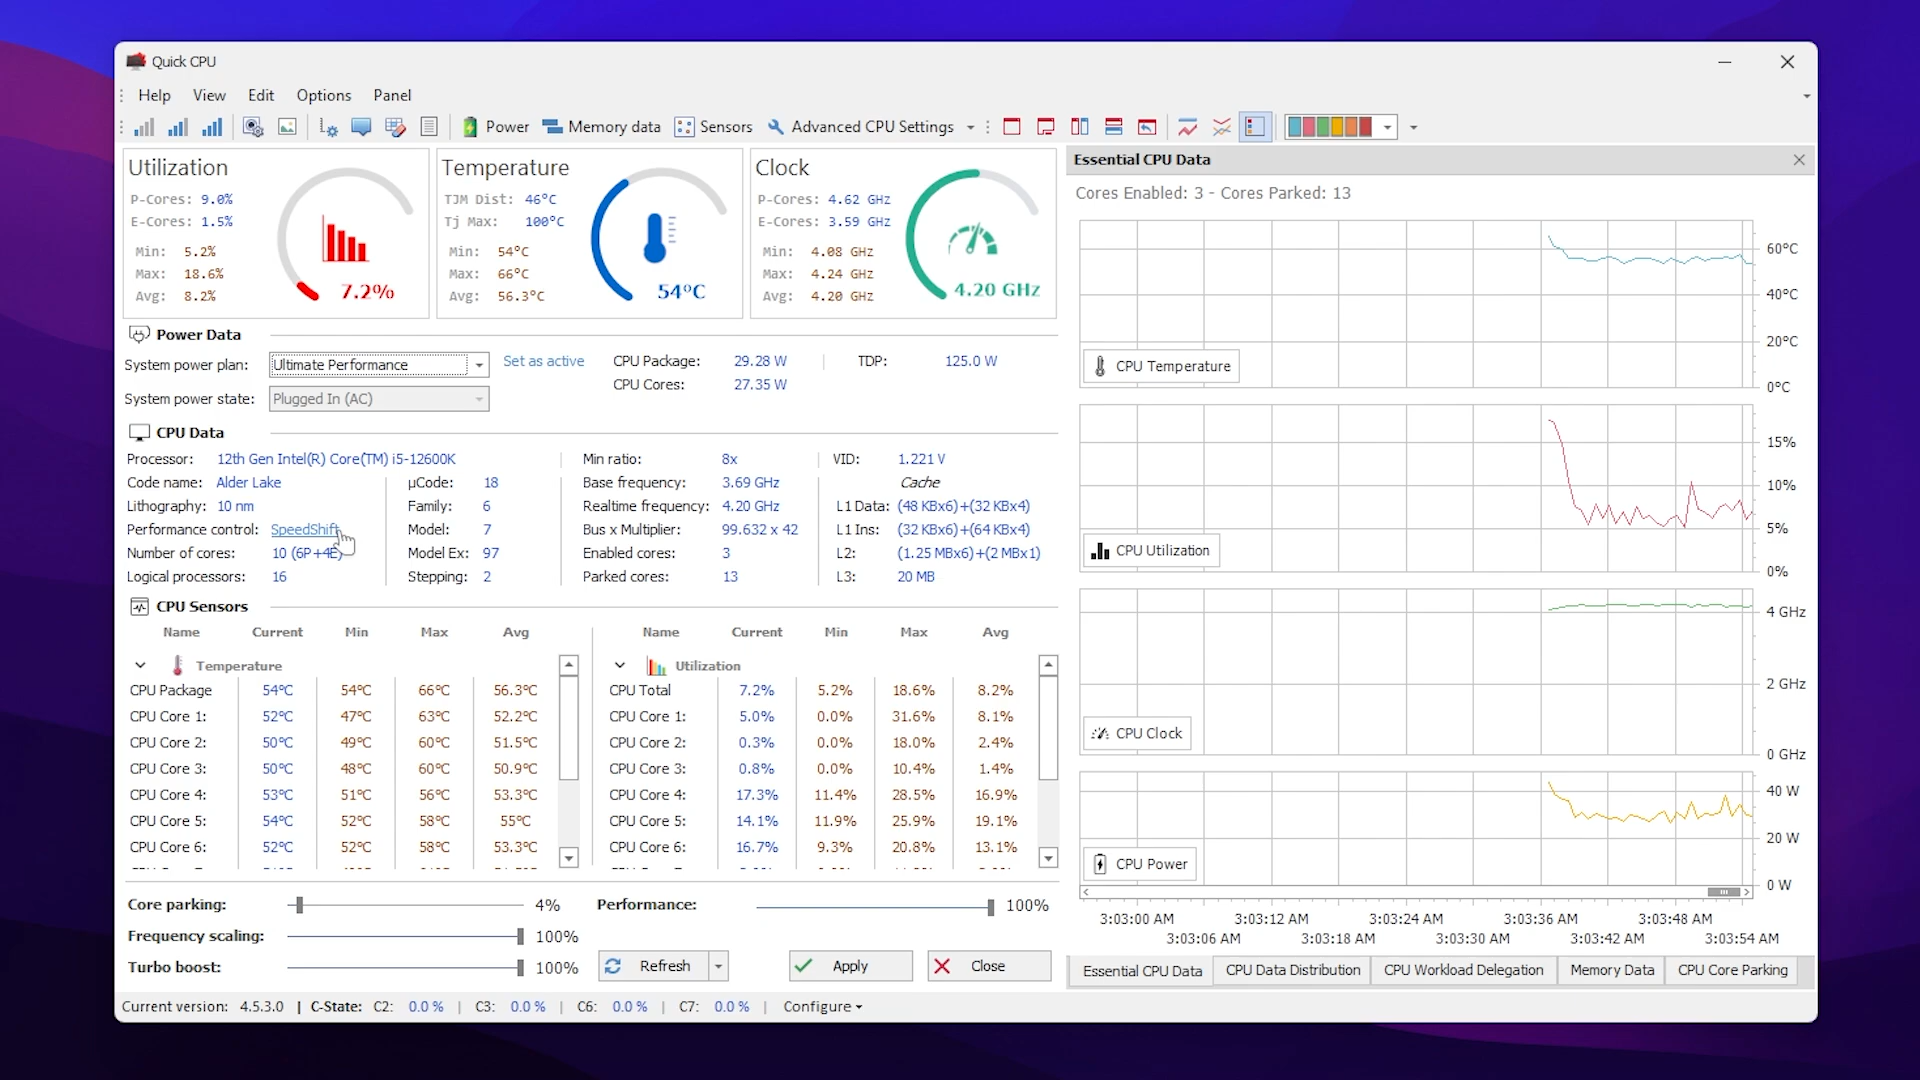 Quick CPU
Help View Edit Options Panel
Power Memory data Sensors Advanced CPU Settings
Utilization
P-Cores: 9.0%
E-Cores: 1.5%
Min: 5.2%
Max: 18.6%
Avg: 8.2%
7.2%
Temperature
TJM Dist: 46°C
Tj Max: 100°C
Min: 54°C
Max: 66°C
Avg: 56.3°C
54°C
Clock
P-Cores: 4.62 GHz
E-Cores: 3.59 GHz
Min: 4.08 GHz
Max: 4.24 GHz
Avg: 4.20 GHz
4.20 GHz
Power Data
System power plan: Ultimate Performance Set as active CPU Package: 29.28 W TDP: 125.0 W
CPU Cores: 27.35 W
System power state: Plugged In (AC)
CPU Data
Processor: 12th Gen Intel(R) Core(TM) i5-12600K Min ratio: 8x VID: 1.221 V
Code name: Alder Lake µCode: 18 Base frequency: 3.69 GHz Cache
Lithography: 10 nm Family: 6 Realtime frequency: 4.20 GHz L1 Data: (48 KBx6)+(32 KBx4)
Performance control: SpeedShift Model: 7 Bus x Multiplier: 99.632 x 42 L1 Ins: (32 KBx6)+(64 KBx4)
Number of cores: 10 (6P+4E) Model Ex: 97 Enabled cores: 3 L2: (1.25 MBx6)+(2 MBx1)
Logical processors: 16 Stepping: 2 Parked cores: 13 L3: 20 MB
CPU Sensors
Name Current Min Max Avg
Temperature
CPU Package 54°C 54°C 66°C 56.3°C
CPU Core 1: 52°C 47°C 63°C 52.2°C
CPU Core 2: 50°C 49°C 60°C 51.5°C
CPU Core 3: 50°C 48°C 60°C 50.9°C
CPU Core 4: 53°C 51°C 56°C 53.3°C
CPU Core 5: 54°C 52°C 58°C 55°C
CPU Core 6: 52°C 52°C 58°C 53.3°C
Name Current Min Max Avg
Utilization
CPU Total 7.2% 5.2% 18.6% 8.2%
CPU Core 1: 5.0% 0.0% 31.6% 8.1%
CPU Core 2: 0.3% 0.0% 18.0% 2.4%
CPU Core 3: 0.8% 0.0% 10.4% 1.4%
CPU Core 4: 17.3% 11.4% 28.5% 16.9%
CPU Core 5: 14.1% 11.9% 25.9% 19.1%
CPU Core 6: 16.7% 9.3% 20.8% 13.1%
Core parking: 4% Performance: 100%
Frequency scaling: 100%
Turbo boost: 100% Refresh Apply Close
Current version: 4.5.3.0 | C-State: C2: 0.0 % | C3: 0.0 % | C6: 0.0 % | C7: 0.0 % | Configure
Essential CPU Data
Cores Enabled: 3 - Cores Parked: 13
60°C
40°C
20°C
CPU Temperature
0°C
15%
10%
5%
CPU Utilization
0%
4 GHz
2 GHz
CPU Clock
0 GHz
40 W
20 W
CPU Power
0 W
3:03:00 AM 3:03:12 AM 3:03:24 AM 3:03:36 AM 3:03:48 AM
3:03:06 AM 3:03:18 AM 3:03:30 AM 3:03:42 AM 3:03:54 AM
Essential CPU Data CPU Data Distribution CPU Workload Delegation Memory Data CPU Core Parking